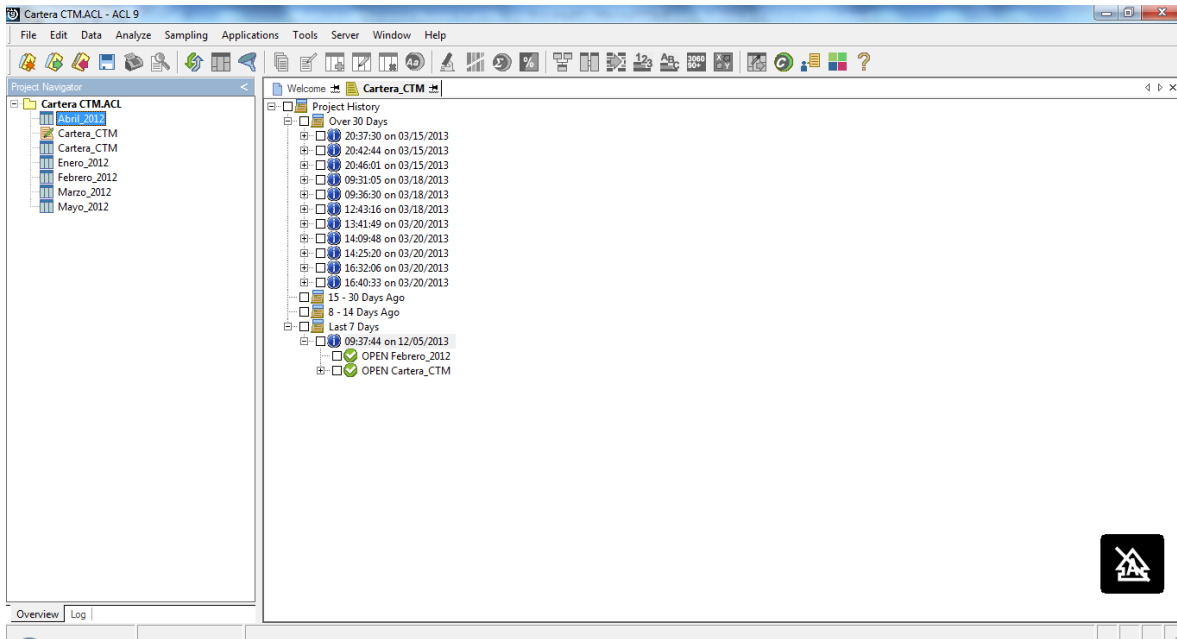 Cartera CTM.ACL - ACL 9
File Edit Data Analyze Sampling Applications Tools Server Window Help
Project Navigator <
Welcome Cartera_CTM
Cartera CTM.ACL
Abril_2012
Cartera_CTM
Cartera_CTM
Enero_2012
Febrero_2012
Marzo_2012
Mayo_2012
Project History
Over 30 Days
20:37:30 on 03/15/2013
20:42:44 on 03/15/2013
20:46:01 on 03/15/2013
09:31:05 on 03/18/2013
09:36:30 on 03/18/2013
12:43:16 on 03/18/2013
13:41:49 on 03/20/2013
14:09:48 on 03/20/2013
14:25:20 on 03/20/2013
16:32:06 on 03/20/2013
16:40:33 on 03/20/2013
15 - 30 Days Ago
8 - 14 Days Ago
Last 7 Days
09:37:44 on 12/05/2013
OPEN Febrero_2012
OPEN Cartera_CTM
Overview Log